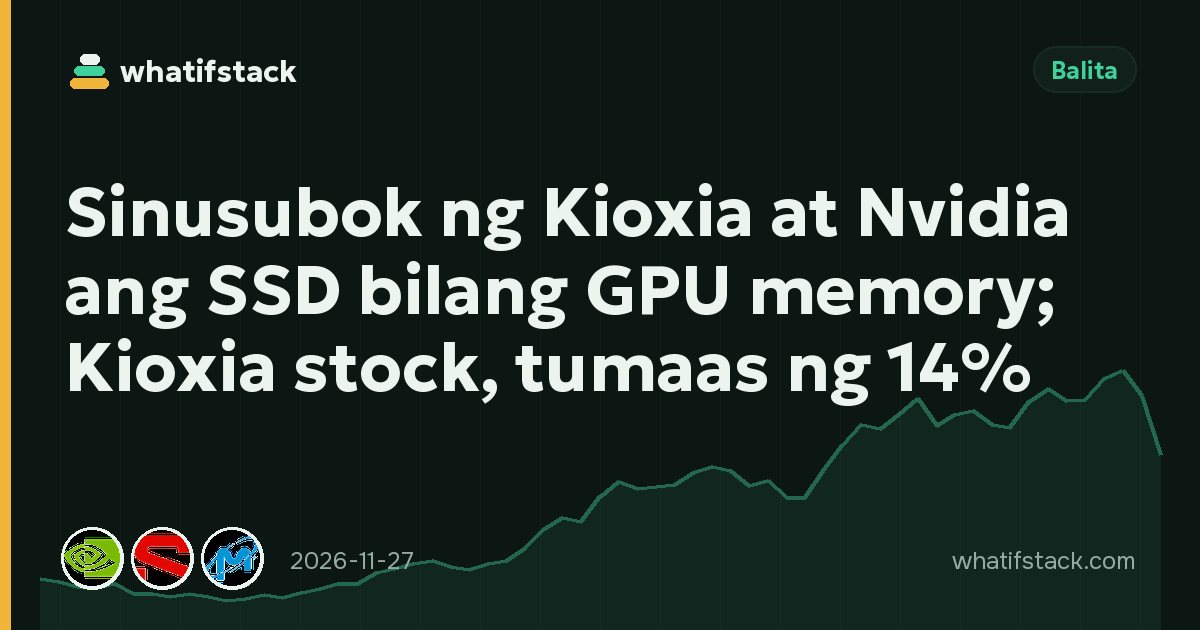 whatifstack
Balita
Sinusubok ng Kioxia at Nvidia
ang SSD bilang GPU memory;
Kioxia stock, tumaas ng 14%
2026-11-27
whatifstack.com